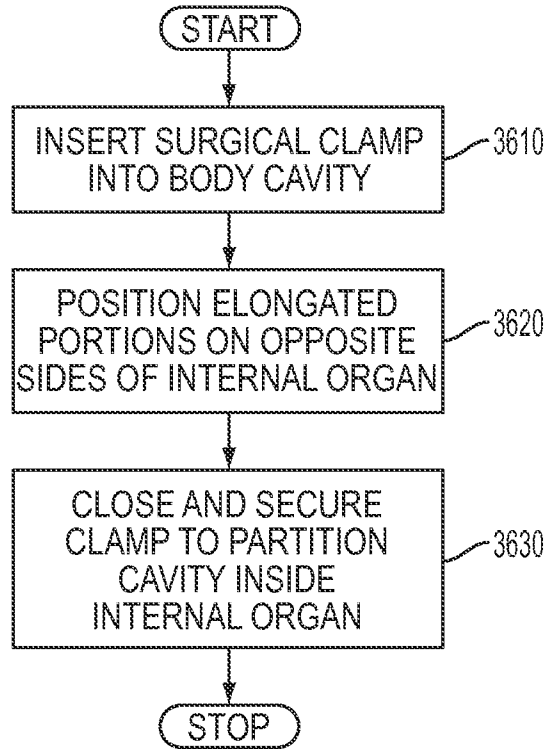 START
INSERT SURGICAL CLAMP
INTO BODY CAVITY
3610
POSITION ELONGATED
PORTIONS ON OPPOSITE
SIDES OF INTERNAL ORGAN
3620
CLOSE AND SECURE
CLAMP TO PARTITION
CAVITY INSIDE
INTERNAL ORGAN
3630
STOP